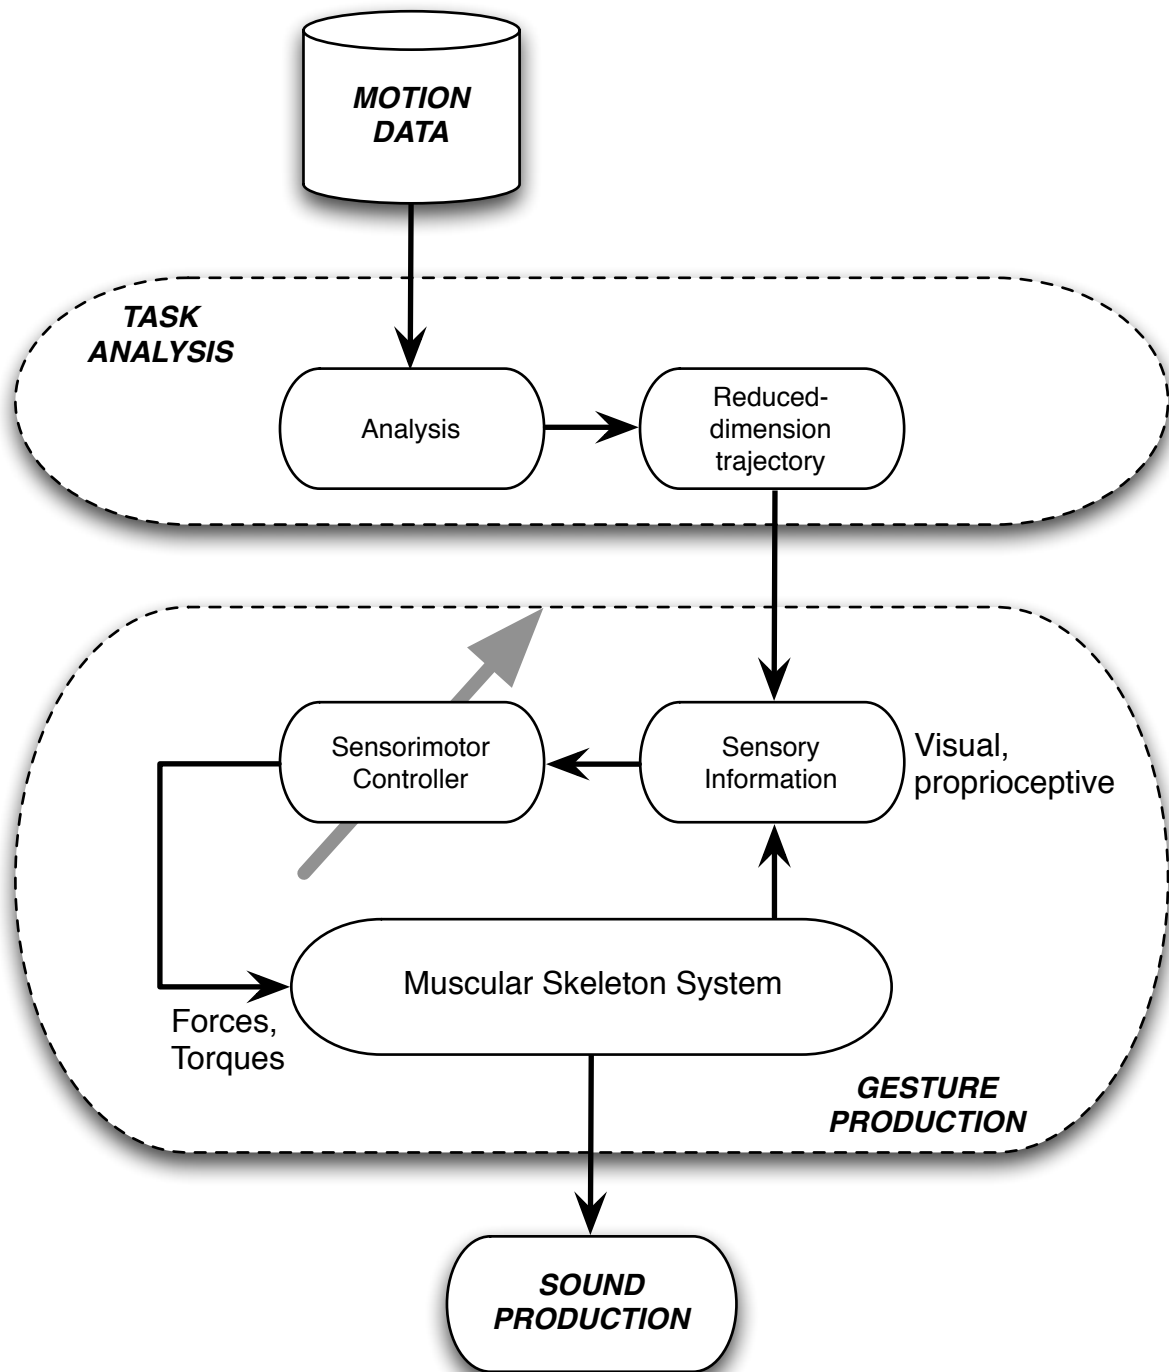 MOTION
DATA
TASK
ANALYSIS
Analysis
Reduced-
dimension
trajectory
Sensorimotor
Controller
Sensory
Information
Visual,
proprioceptive
Muscular Skeleton System
Forces,
Torques
GESTURE
PRODUCTION
SOUND
PRODUCTION